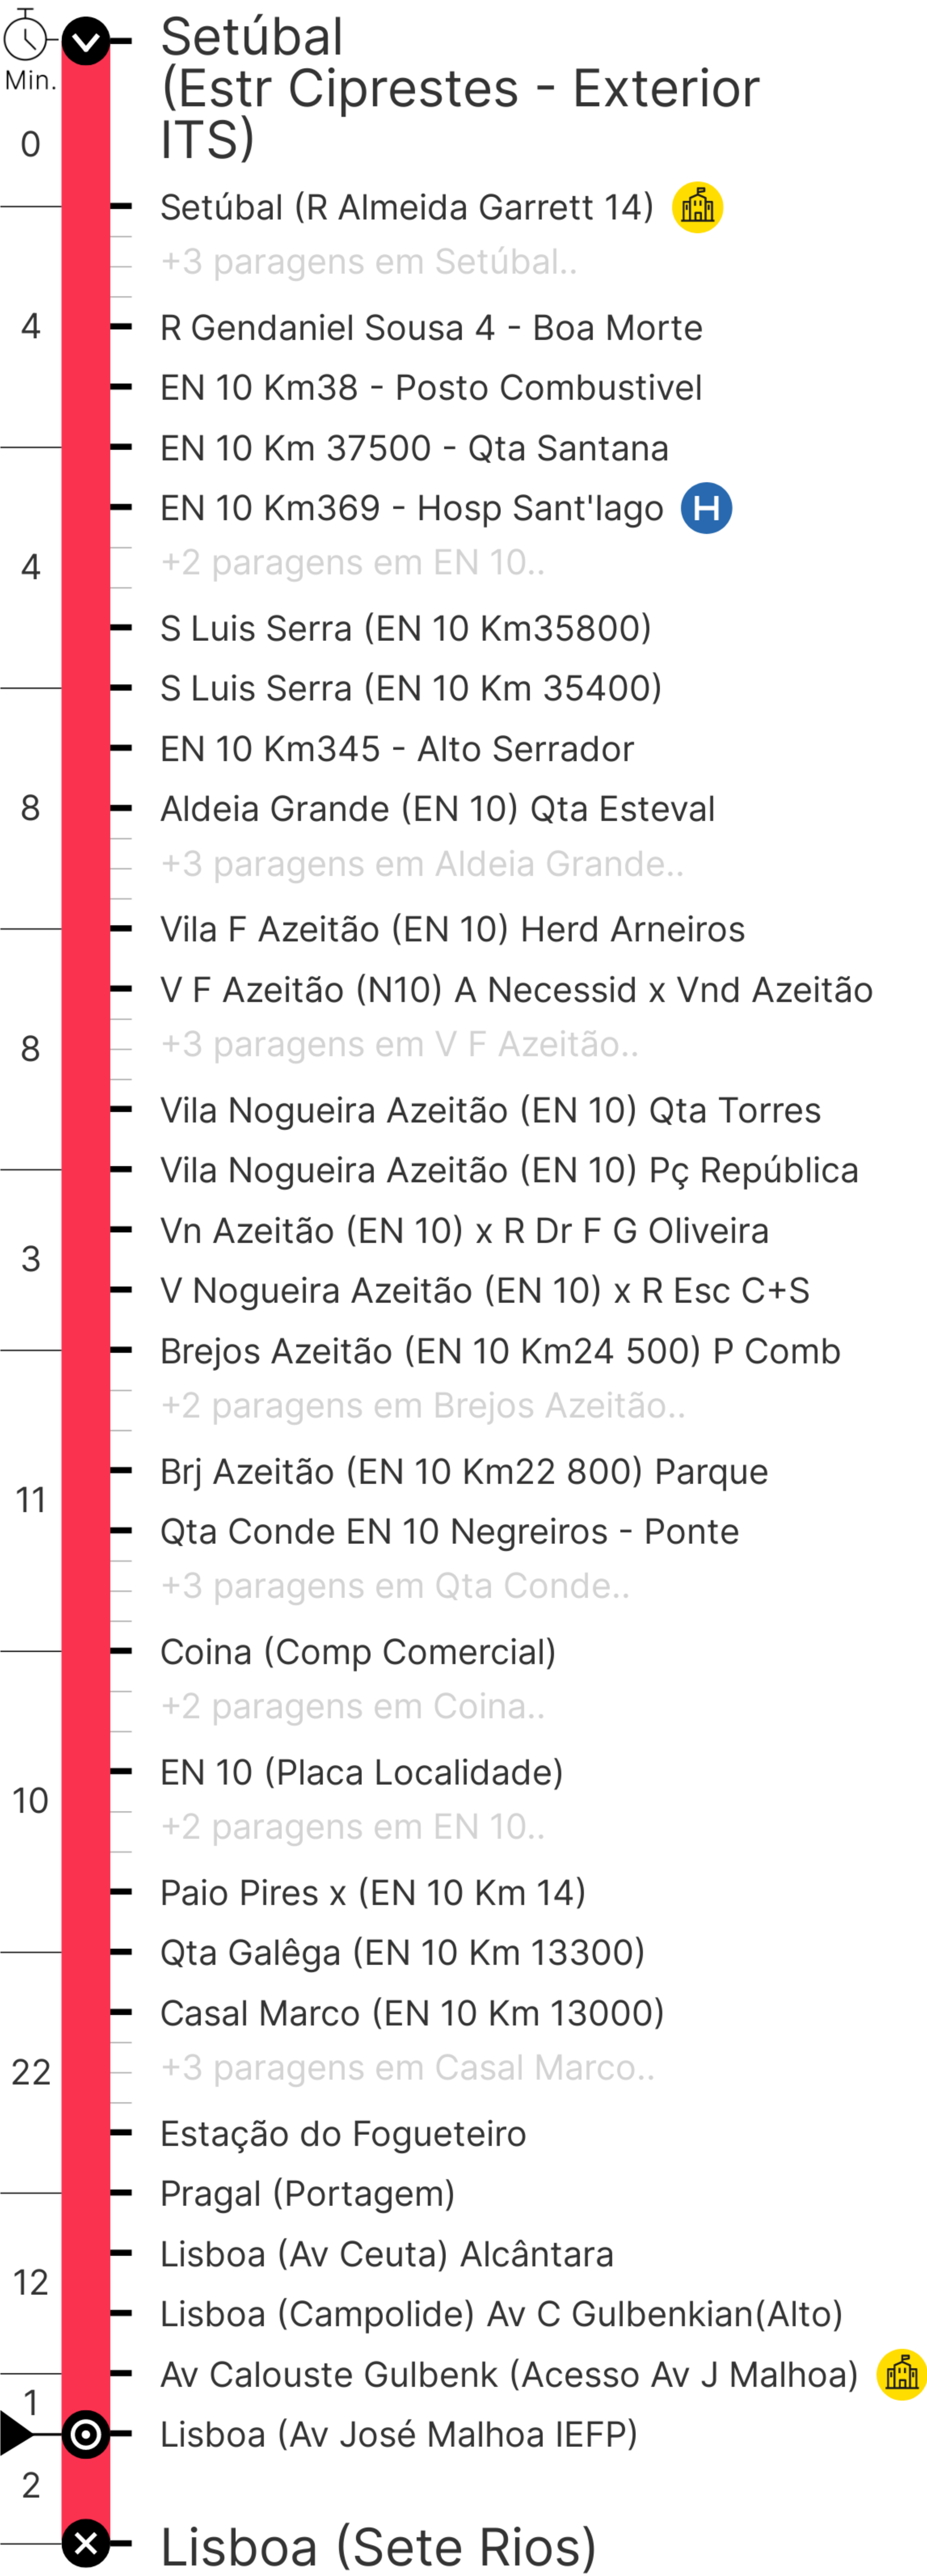 Min.
Setúbal
(Estr Ciprestes - Exterior
ITS)
0
Setúbal (R Almeida Garrett 14)
+3 paragens em Setúbal..
4
R Gendaniel Sousa 4 - Boa Morte
EN 10 Km38 - Posto Combustivel
EN 10 Km 37500 - Qta Santana
EN 10 Km369 - Hosp Sant'Iago
H
+2 paragens em EN 10..
4
S Luis Serra (EN 10 Km35800)
S Luis Serra (EN 10 Km 35400)
EN 10 Km345 - Alto Serrador
8
Aldeia Grande (EN 10) Qta Esteval
+3 paragens em Aldeia Grande..
Vila F Azeitão (EN 10) Herd Arneiros
V F Azeitão (N10) A Necessid x Vnd Azeitão
8
+3 paragens em V F Azeitão..
Vila Nogueira Azeitão (EN 10) Qta Torres
Vila Nogueira Azeitão (EN 10) Pç República
Vn Azeitão (EN 10) x R Dr F G Oliveira
3
V Nogueira Azeitão (EN 10) x R Esc C+S
Brejos Azeitão (EN 10 Km24 500) P Comb
+2 paragens em Brejos Azeitão..
Brj Azeitão (EN 10 Km22 800) Parque
11
Qta Conde EN 10 Negreiros - Ponte
+3 paragens em Qta Conde..
Coina (Comp Comercial)
+2 paragens em Coina..
EN 10 (Placa Localidade)
10
+2 paragens em EN 10..
Paio Pires x (EN 10 Km 14)
Qta Galêga (EN 10 Km 13300)
Casal Marco (EN 10 Km 13000)
22
+3 paragens em Casal Marco..
Estação do Fogueteiro
Pragal (Portagem)
Lisboa (Av Ceuta) Alcântara
12
Lisboa (Campolide) Av C Gulbenkian(Alto)
Av Calouste Gulbenk (Acesso Av J Malhoa)
1
Lisboa (Av José Malhoa IEFP)
2
Lisboa (Sete Rios)